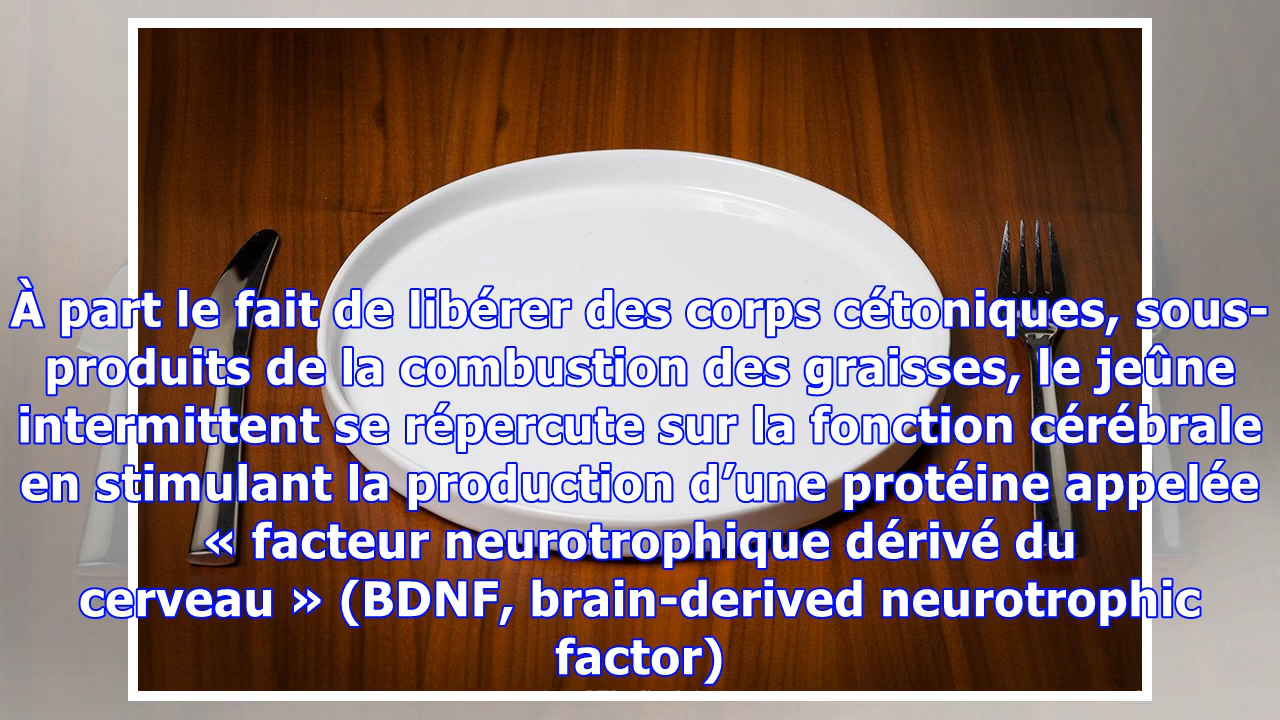 À part le fait de libérer des corps cétoniques, sous-
produits de la combustion des graisses, le jeûne
intermittent se répercute sur la fonction cérébrale
en stimulant la production d’une protéine appelée
« facteur neurotrophique dérivé du
cerveau » (BDNF, brain-derived neurotrophic
factor)